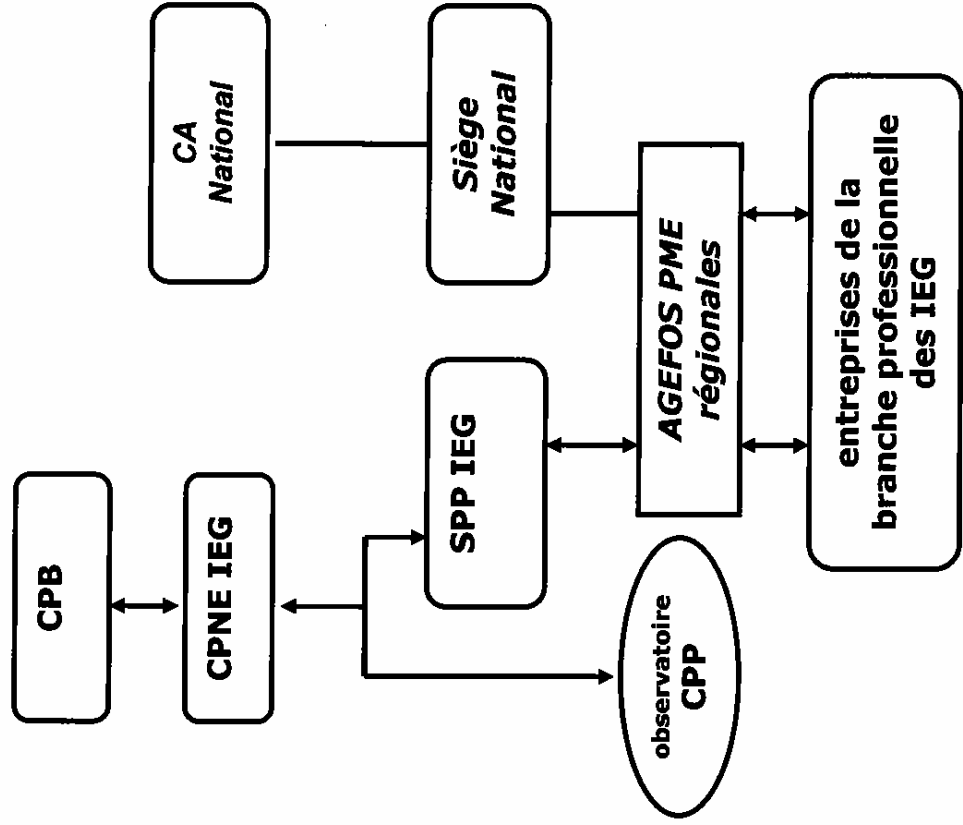 CPB
CPNE IEG
SPP IEG
observatoire
CPP
CA
National
Siège
National
AGEFOS PME
régionales
entreprises de la
branche professionnelle
des IEG